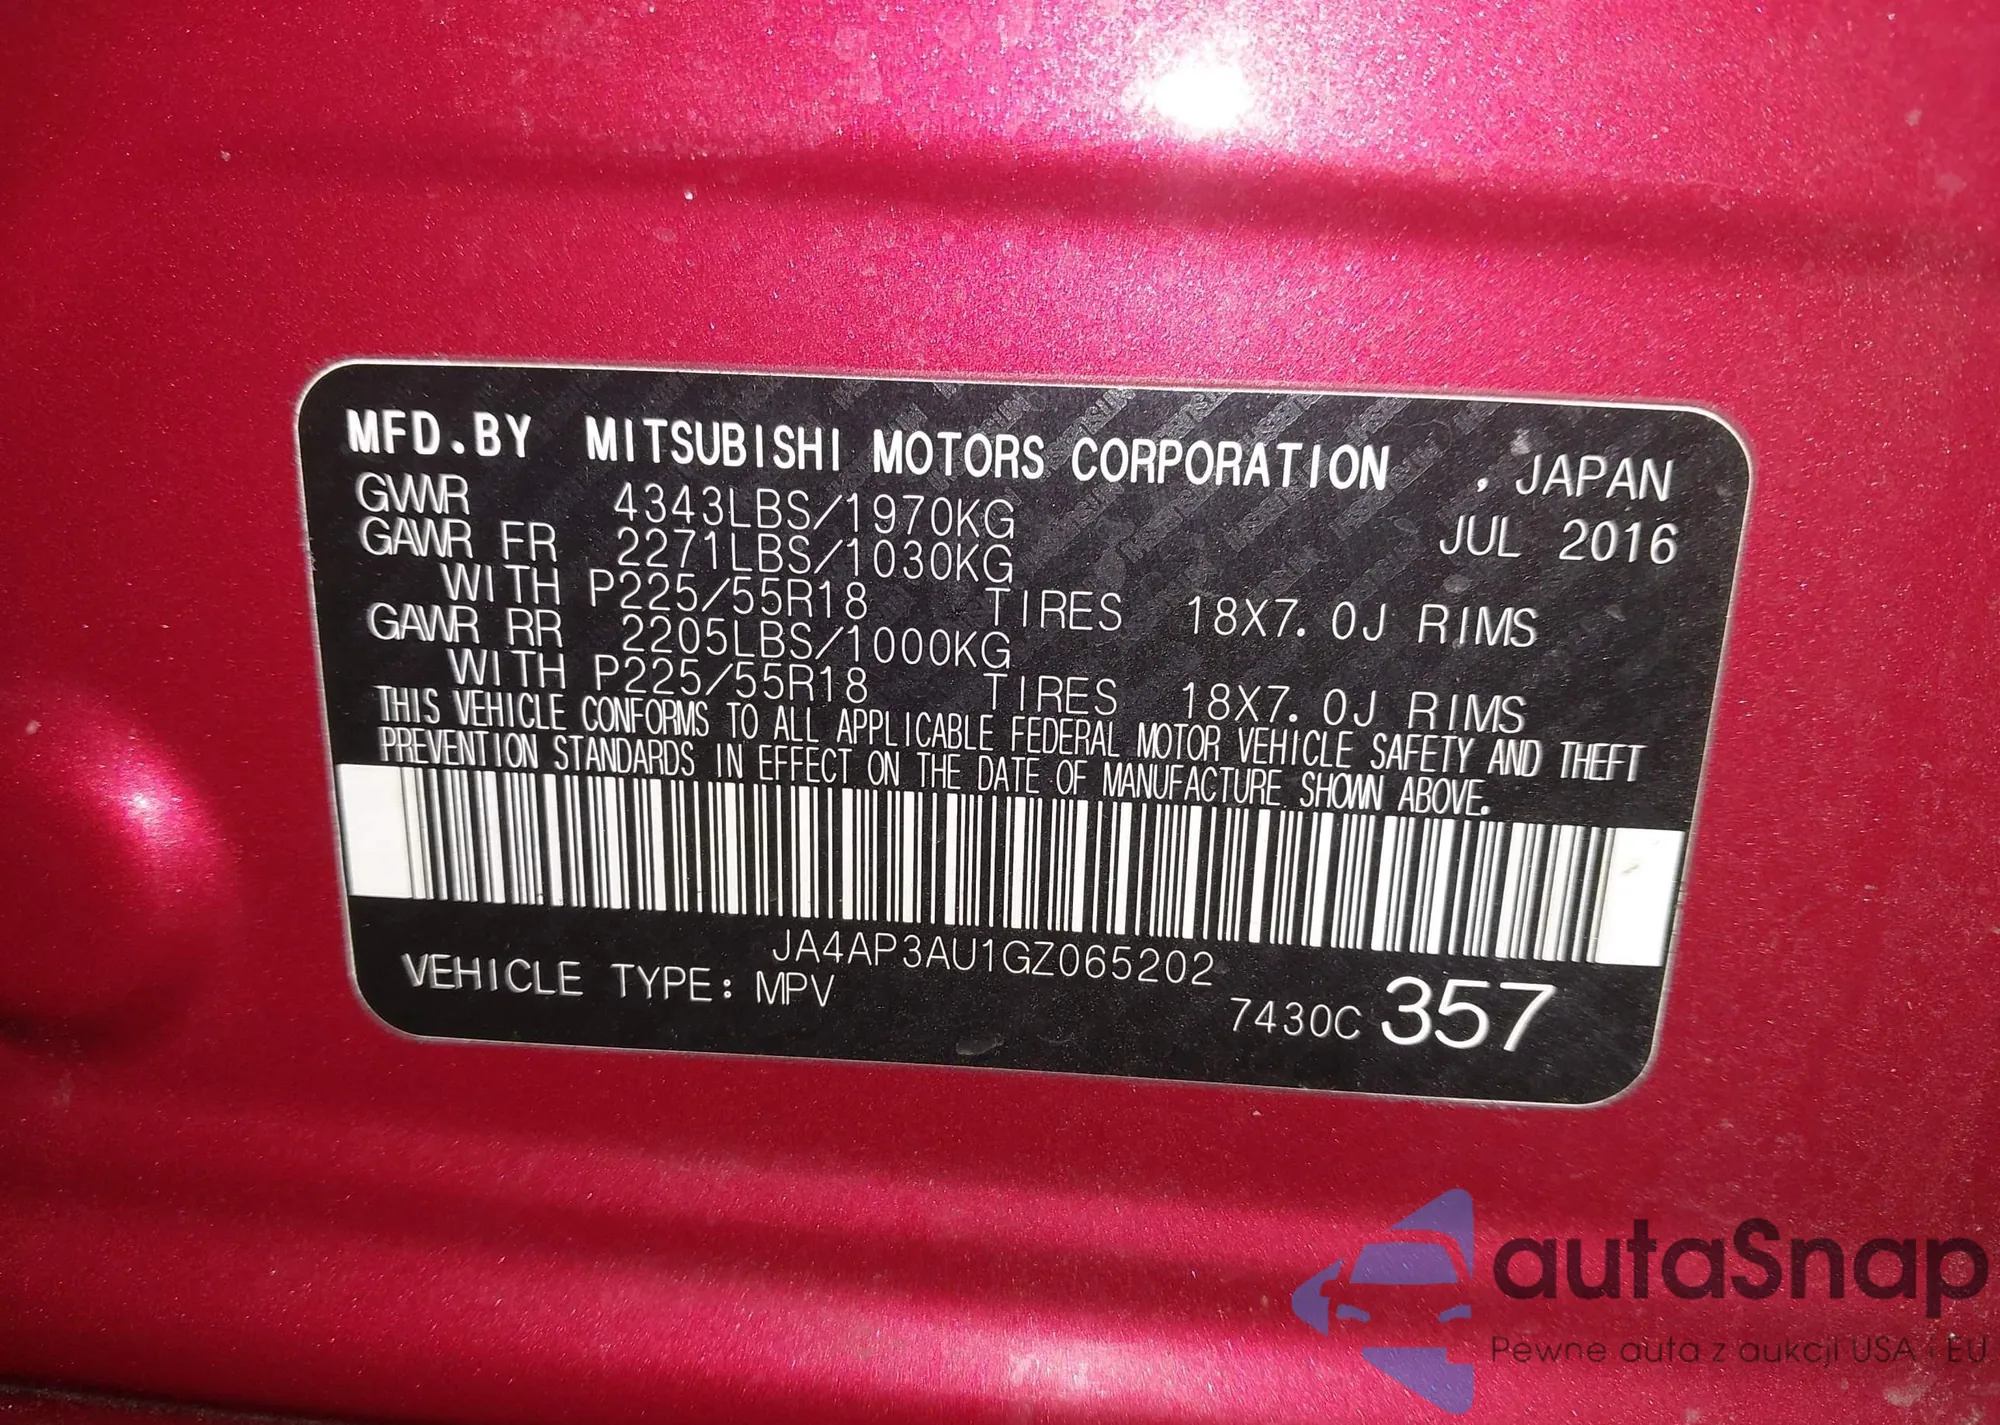 MFD.BY MITSUBISHI MOTORS CORPORATION , JAPAN
GVWR 4343LBS/1970KG JUL 2016
GAWR FR 2271LBS/1030KG
WITH P225/55R18 TIRES 18X7.0J RIMS
GAWR RR 2205LBS/1000KG
WITH P225/55R18 TIRES 18X7.0J RIMS
THIS VEHICLE CONFORMS TO ALL APPLICABLE FEDERAL MOTOR VEHICLE SAFETY AND THEFT
PREVENTION STANDARDS IN EFFECT ON THE DATE OF MANUFACTURE SHOWN ABOVE.
JA4AP3AU1GZ065202
VEHICLE TYPE: MPV
7430C 357
autaSnap
Pewne auta z aukcji USA i EU